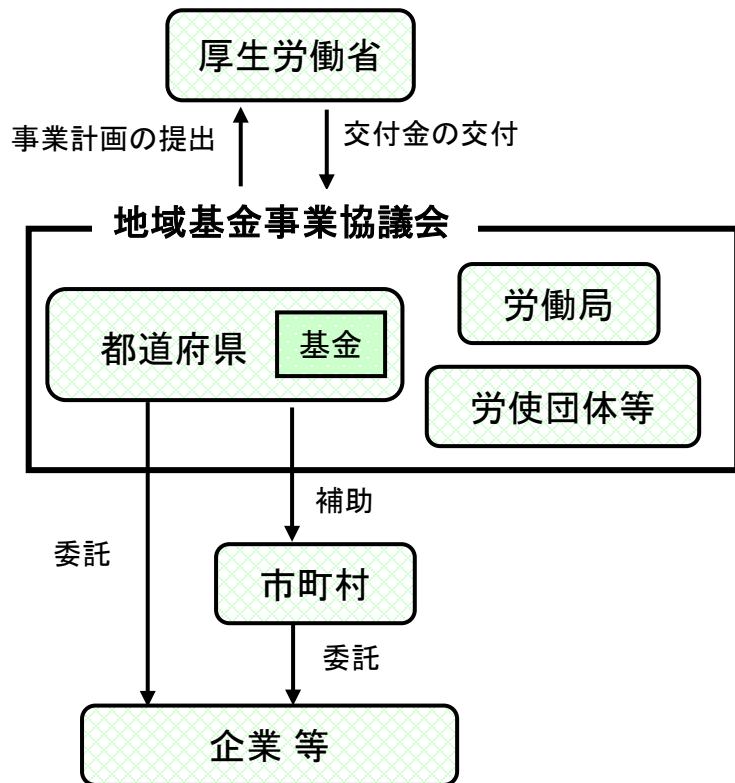 厚生労働省
事業計画の提出
交付金の交付
地域基金事業協議会
労働局
都道府県
基金
労使団体等
補助
委託
市町村
委託
企業 等